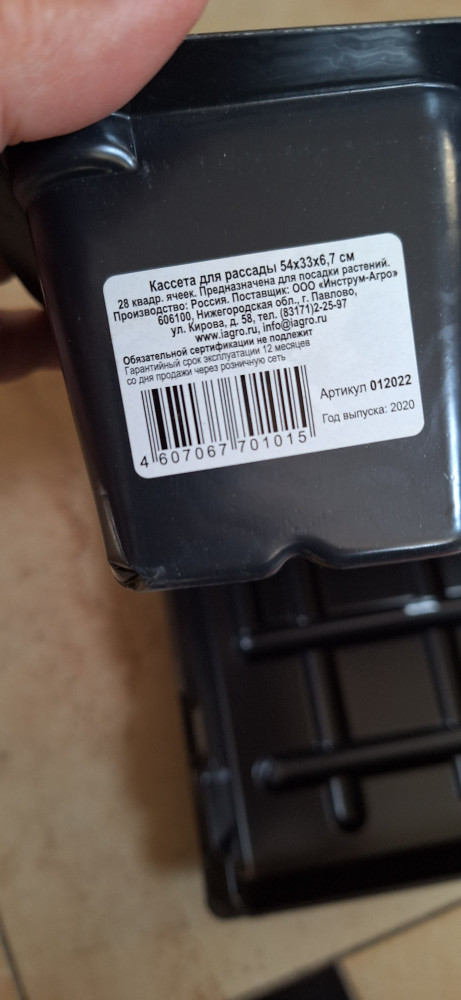 Кассета для рассады 54x33x6,7 см
28 квадр. ячеек. Предназначена для посадки растений.
Производство: Россия. Поставщик: ООО «Инструм-Агро»
606100, Нижегородская обл., г. Павлово,
ул. Кирова, д. 58, тел. (83171)2-25-97
www.iagro.ru, info@iagro.ru
Обязательной сертификации не подлежит
Гарантийный срок эксплуатации 12 месяцев
со дня продажи через розничную сеть
Артикул 012022
Год выпуска: 2020
4 607067 701015